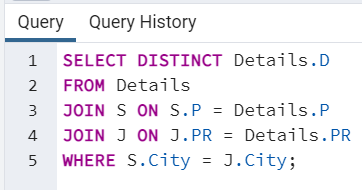 Query Query History
1 SELECT DISTINCT Details.D
2 FROM Details
3 JOIN S ON S.P = Details.P
4 JOIN J ON J.PR = Details.PR
5 WHERE S.City = J.City;